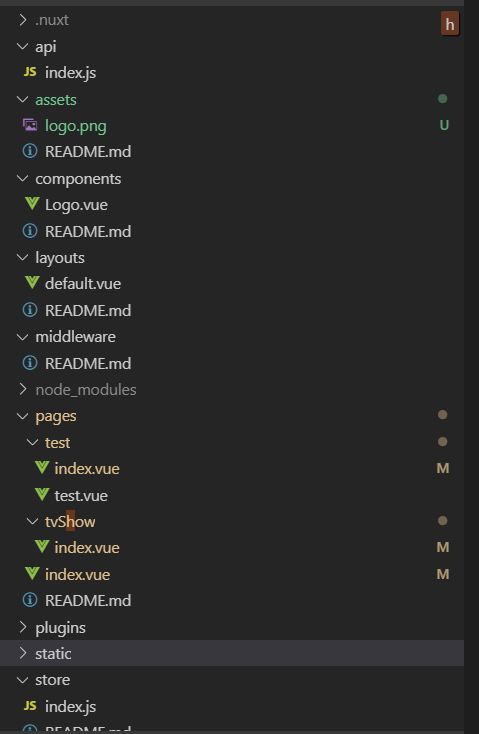 .nuxt
h
api
JS index.js
assets
logo.png U
README.md
components
Logo.vue
README.md
layouts
default.vue
README.md
middleware
README.md
node_modules
pages
test
index.vue M
test.vue
tvShow
index.vue M
index.vue M
README.md
plugins
static
store
JS index.js
README.md